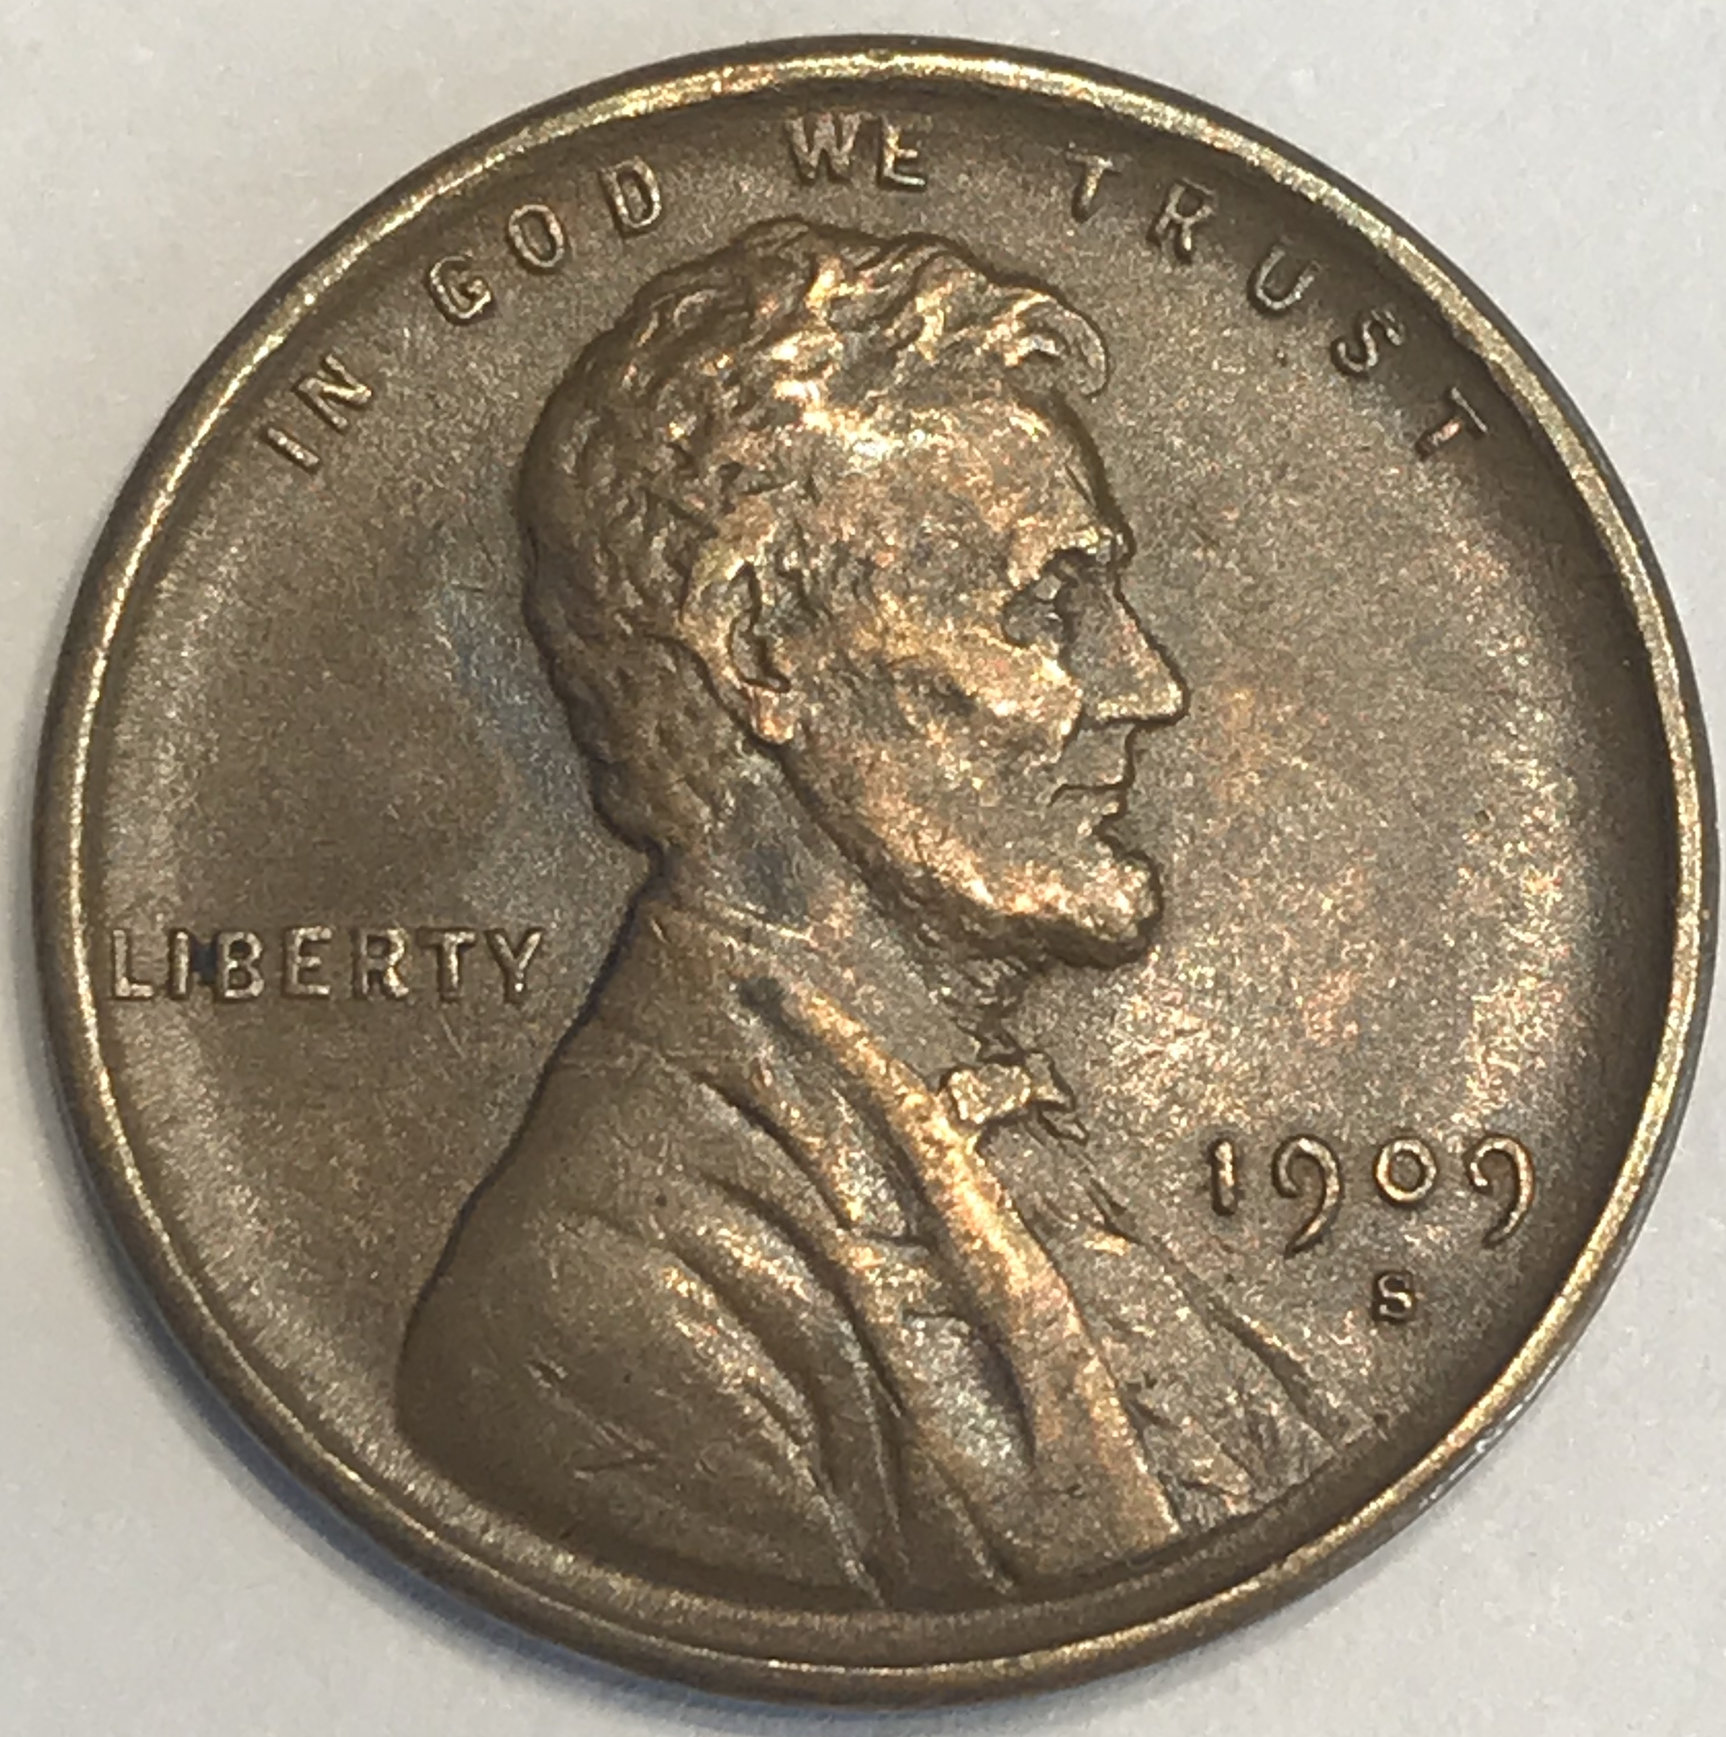 IN GOD WE TRUST
LIBERTY
1909
S